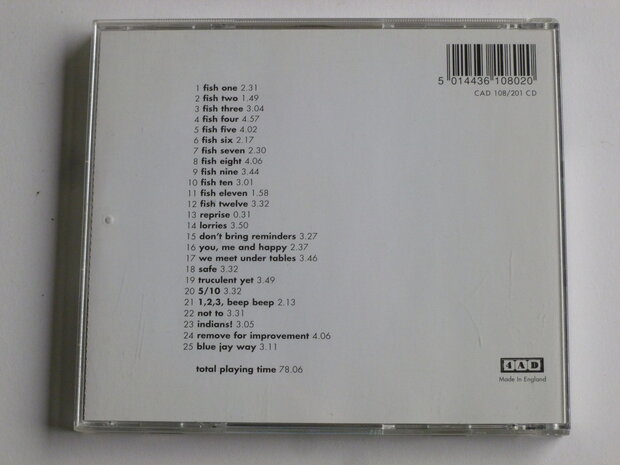 5 014436 108020
CAD 108/201 CD
1 fish one 2.31
2 fish two 1.49
3 fish three 3.04
4 fish four 4.57
5 fish five 4.02
6 fish six 2.17
7 fish seven 2.30
8 fish eight 4.06
9 fish nine 3.44
10 fish ten 3.01
11 fish eleven 1.58
12 fish twelve 3.32
13 reprise 0.31
14 lorries 3.50
15 don't bring reminders 3.27
16 you, me and happy 2.37
17 we meet under tables 3.46
18 safe 3.32
19 truculent yet 3.49
20 5/10 3.32
21 1,2,3, beep beep 2.13
22 not to 3.31
23 indians! 3.05
24 remove for improvement 4.06
25 blue jay way 3.11
total playing time 78.06
4AD
Made In England